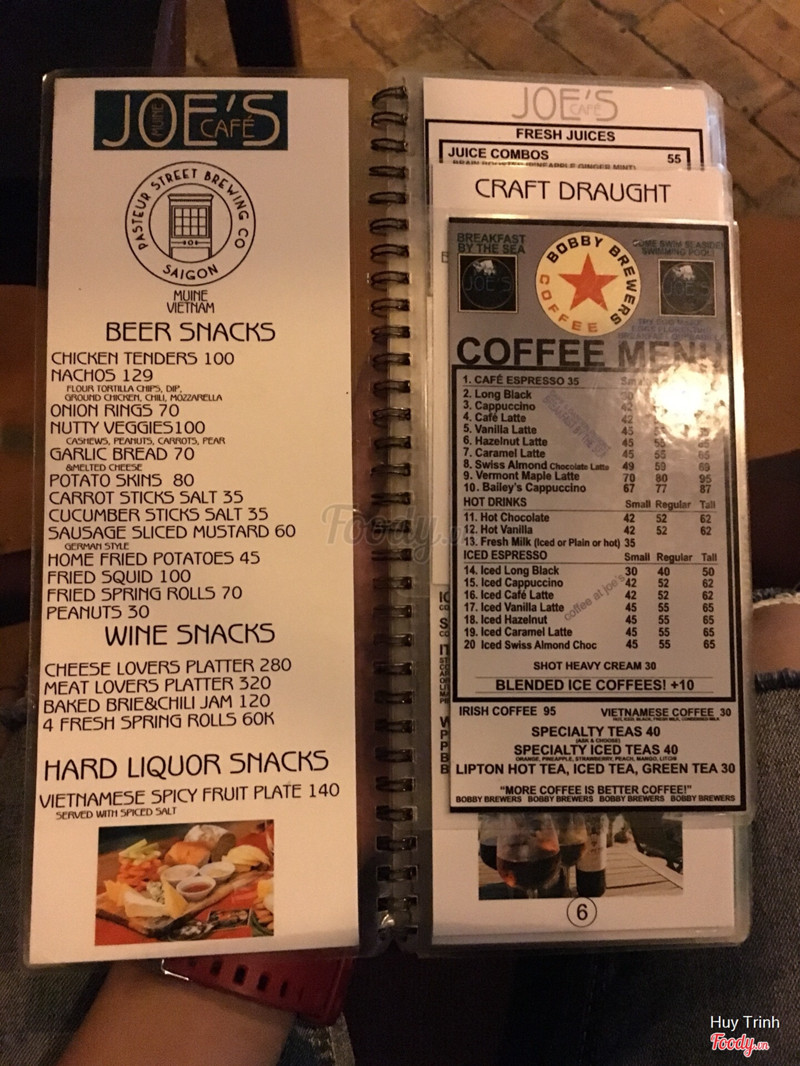 JOE'S
MUINE
CAFÉ
PASTEUR STREET BREWING CO
SAIGON
MUINE
VIETNAM
BEER SNACKS
CHICKEN TENDERS 100
NACHOS 129
FLOUR TORTILLA CHIPS, DIP,
GROUND CHICKEN, CHILI, MOZZARELLA
ONION RINGS 70
NUTTY VEGGIES100
CASHEWS, PEANUTS, CARROTS, PEAR
GARLIC BREAD 70
&MELTED CHEESE
POTATO SKINS 80
CARROT STICKS SALT 35
CUCUMBER STICKS SALT 35
SAUSAGE SLICED MUSTARD 60
GERMAN STYLE
HOME FRIED POTATOES 45
FRIED SQUID 100
FRIED SPRING ROLLS 70
PEANUTS 30
WINE SNACKS
CHEESE LOVERS PLATTER 280
MEAT LOVERS PLATTER 320
BAKED BRIE&CHILI JAM 120
4 FRESH SPRING ROLLS 60K
HARD LIQUOR SNACKS
VIETNAMESE SPICY FRUIT PLATE 140
SERVED WITH SPICED SALT
JOE'S
CAFÉ
FRESH JUICES
JUICE COMBOS 55
CRAFT DRAUGHT
BREAKFAST
BY THE SEA
BOBBY BREWERS
COFFEE
COME SWIM SEASIDE
SWIMMING POOL!
JOE'S
JOE'S
COFFEE MENU
1. CAFÉ ESPRESSO 35
2. Long Black
3. Cappuccino 42
4. Café Latte 42
5. Vanilla Latte 45
6. Hazelnut Latte 45 55
7. Caramel Latte 45 55 65
8. Swiss Almond Chocolate Latte 49 59 69
9. Vermont Maple Latte 70 80 95
10. Bailey's Cappuccino 67 77 87
HOT DRINKS Small Regular Tall
11. Hot Chocolate 42 52 62
12. Hot Vanilla 42 52 62
13. Fresh Milk (Iced or Plain or hot) 35
ICED ESPRESSO Small Regular Tall
14. Iced Long Black 30 40 50
15. Iced Cappuccino 42 52 62
16. Iced Café Latte 42 52 62
17. Iced Vanilla Latte 45 55 65
18. Iced Hazelnut 45 55 65
19. Iced Caramel Latte 45 55 65
20 Iced Swiss Almond Choc 45 55 65
coffee at joe's
SHOT HEAVY CREAM 30
BLENDED ICE COFFEES! +10
IRISH COFFEE 95 VIETNAMESE COFFEE 30
HOT, ICED, BLACK, FRESH MILK, CONDENSED MILK
SPECIALTY TEAS 40
(ASK & CHOOSE)
SPECIALTY ICED TEAS 40
ORANGE, PINEAPPLE, STRAWBERRY, PEACH, MANGO, LITCHI
LIPTON HOT TEA, ICED TEA, GREEN TEA 30
"MORE COFFEE IS BETTER COFFEE!"
BOBBY BREWERS BOBBY BREWERS BOBBY BREWERS BOBBY BREWERS
6
Foody.vn
Huy Trinh
Foody.vn